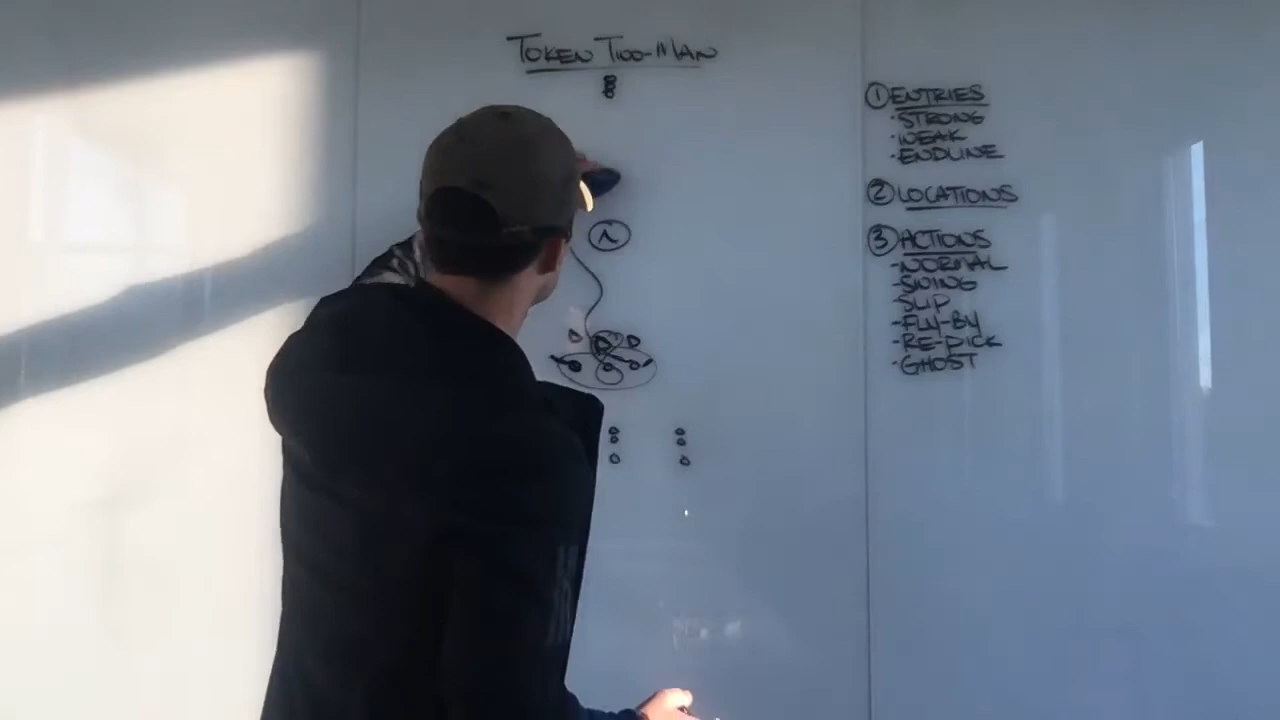 TOKEN TWO-MAN
① ENTRIES
·STRONG
·WEAK
·ENDLINE
② LOCATIONS
③ ACTIONS
-NORMAL
-SWING
-SLIP
-FLY-BY
-RE-PICK
-GHOST